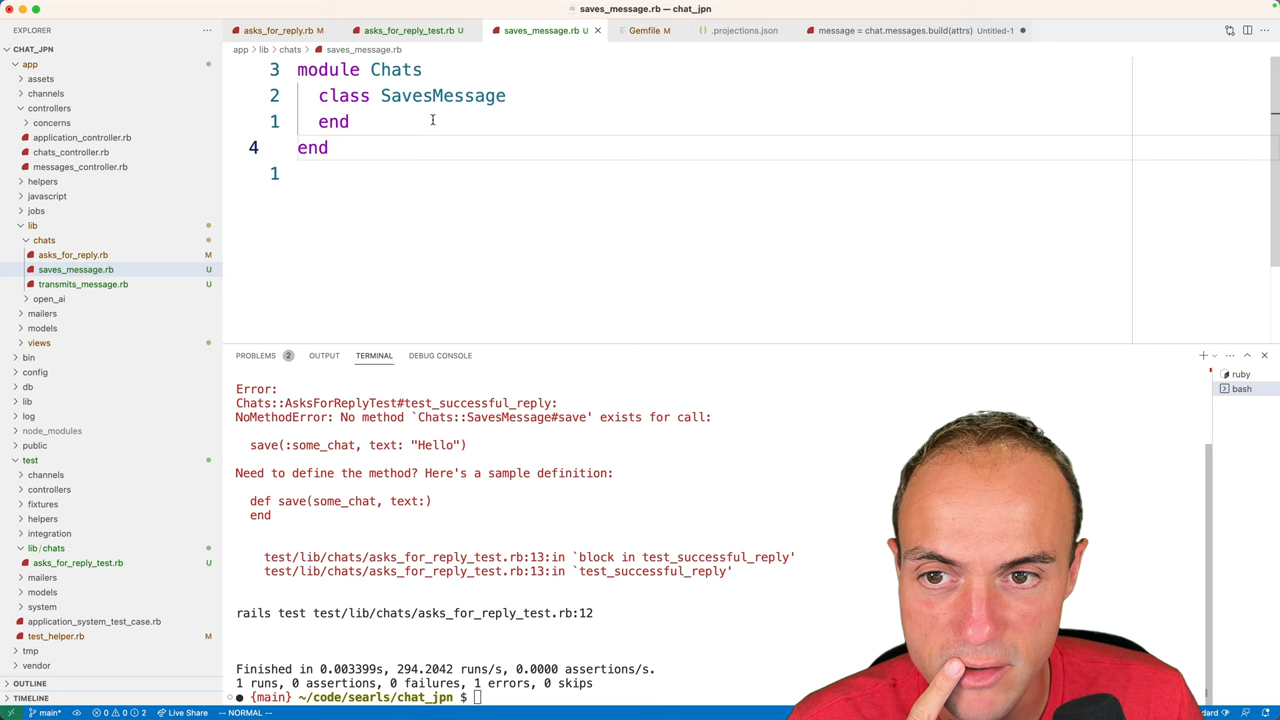 saves_message.rb — chat_jpn
EXPLORER
···
asks_for_reply.rb M
asks_for_reply_test.rb U
saves_message.rb U
Gemfile M
.projections.json
message = chat.messages.build(attrs) Untitled-1
CHAT_JPN
app > lib > chats > saves_message.rb
app
assets
channels
controllers
concerns
application_controller.rb
chats_controller.rb
messages_controller.rb
helpers
javascript
jobs
lib
chats
asks_for_reply.rb M
saves_message.rb U
transmits_message.rb U
open_ai
mailers
models
views
bin
config
db
lib
log
node_modules
public
test
channels
controllers
fixtures
helpers
integration
lib/chats
asks_for_reply_test.rb U
mailers
models
system
application_system_test_case.rb
test_helper.rb M
tmp
vendor
OUTLINE
TIMELINE
3 module Chats
2 class SavesMessage
1 end
4 end
1
PROBLEMS 2 OUTPUT TERMINAL DEBUG CONSOLE
ruby
bash
Error:
Chats::AsksForReplyTest#test_successful_reply:
NoMethodError: No method `Chats::SavesMessage#save' exists for call:
save(:some_chat, text: "Hello")
Need to define the method? Here's a sample definition:
def save(some_chat, text:)
end
test/lib/chats/asks_for_reply_test.rb:13:in `block in test_successful_reply'
test/lib/chats/asks_for_reply_test.rb:13:in `test_successful_reply'
rails test test/lib/chats/asks_for_reply_test.rb:12
Finished in 0.003399s, 294.2042 runs/s, 0.0000 assertions/s.
1 runs, 0 assertions, 0 failures, 1 errors, 0 skips
{main} ~/code/searls/chat_jpn $
main* 0 0 2 Live Share -- NORMAL --